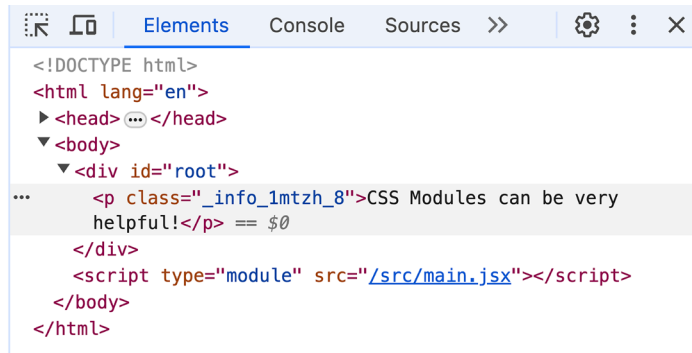 Elements Console Sources
<!DOCTYPE html>
<html lang="en">
<head> ⋯ </head>
<body>
<div id="root">
<p class="_info_1mtzh_8">CSS Modules can be very
helpful!</p> == $0
</div>
<script type="module" src="/src/main.jsx"></script>
</body>
</html>